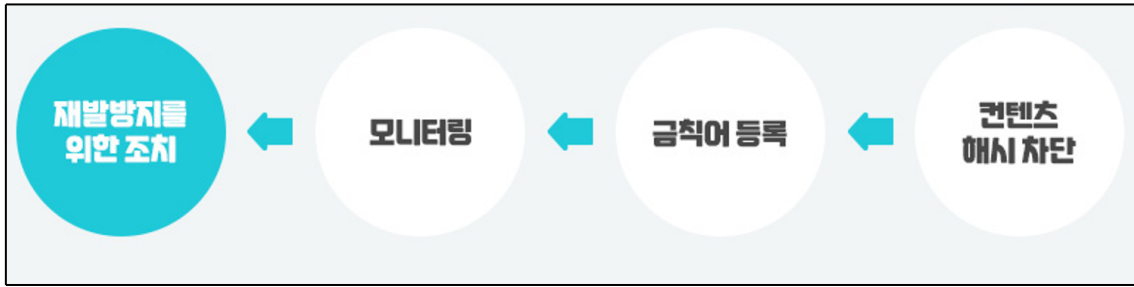 재발방지를
위한 조치
모니터링
금칙어 등록
컨텐츠
해시 차단